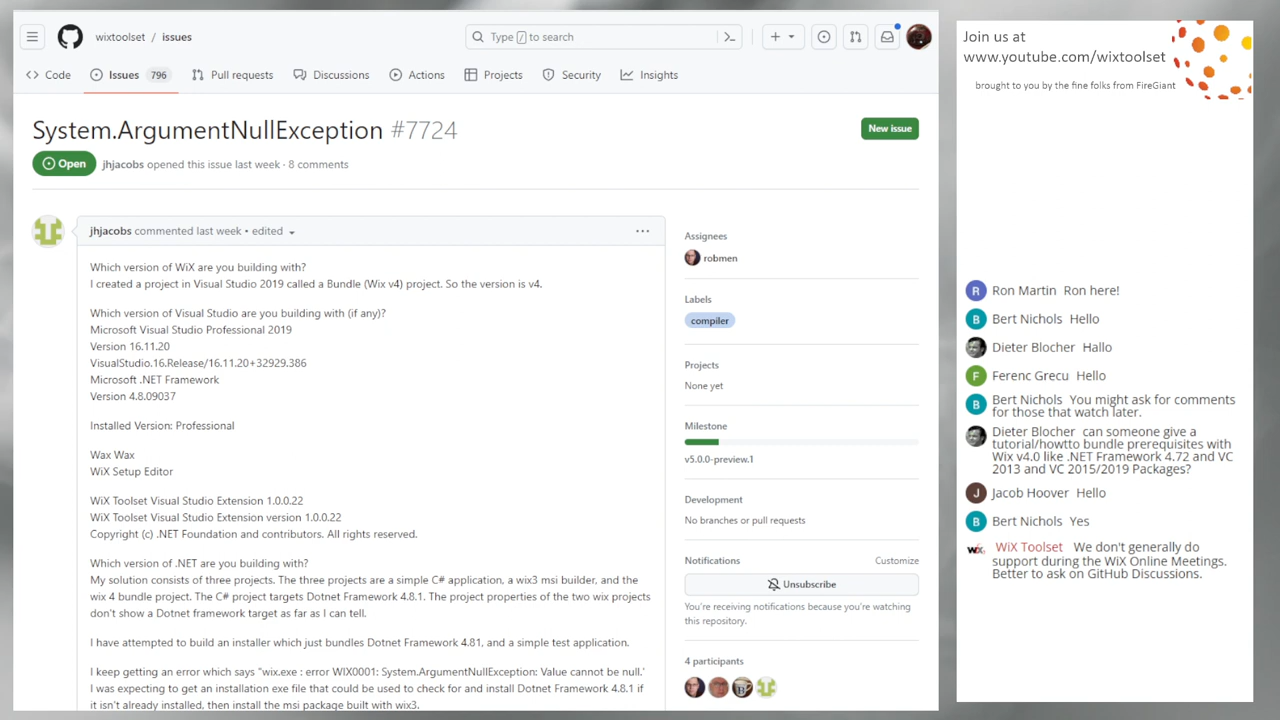 wixtoolset / issues
Type / to search
Code
Issues 796
Pull requests
Discussions
Actions
Projects
Security
Insights
System.ArgumentNullException #7724
New issue
Open jhjacobs opened this issue last week · 8 comments
jhjacobs commented last week • edited
Which version of WiX are you building with?
I created a project in Visual Studio 2019 called a Bundle (Wix v4) project. So the version is v4.
Which version of Visual Studio are you building with (if any)?
Microsoft Visual Studio Professional 2019
Version 16.11.20
VisualStudio.16.Release/16.11.20+32929.386
Microsoft .NET Framework
Version 4.8.09037
Installed Version: Professional
Wax Wax
WiX Setup Editor
WiX Toolset Visual Studio Extension 1.0.0.22
WiX Toolset Visual Studio Extension version 1.0.0.22
Copyright (c) .NET Foundation and contributors. All rights reserved.
Which version of .NET are you building with?
My solution consists of three projects. The three projects are a simple C# application, a wix3 msi builder, and the
wix 4 bundle project. The C# project targets Dotnet Framework 4.8.1. The project properties of the two wix projects
don't show a Dotnet framework target as far as I can tell.
I have attempted to build an installer which just bundles Dotnet Framework 4.81, and a simple test application.
I keep getting an error which says "wix.exe : error WIX0001: System.ArgumentNullException: Value cannot be null.'
I was expecting to get an installation exe file that could be used to check for and install Dotnet Framework 4.8.1 if
it isn't already installed, then install the msi package built with wix3.
Assignees
robmen
Labels
compiler
Projects
None yet
Milestone
v5.0.0-preview.1
Development
No branches or pull requests
Notifications
Customize
Unsubscribe
You're receiving notifications because you're watching
this repository.
4 participants
Join us at
www.youtube.com/wixtoolset
brought to you by the fine folks from FireGiant
R Ron Martin Ron here!
B Bert Nichols Hello
Dieter Blocher Hallo
F Ferenc Grecu Hello
B Bert Nichols You might ask for comments
for those that watch later.
Dieter Blocher can someone give a
tutorial/howtto bundle prerequisites with
Wix v4.0 like .NET Framework 4.72 and VC
2013 and VC 2015/2019 Packages?
J Jacob Hoover Hello
B Bert Nichols Yes
WiX Toolset We don't generally do
support during the WiX Online Meetings.
Better to ask on GitHub Discussions.